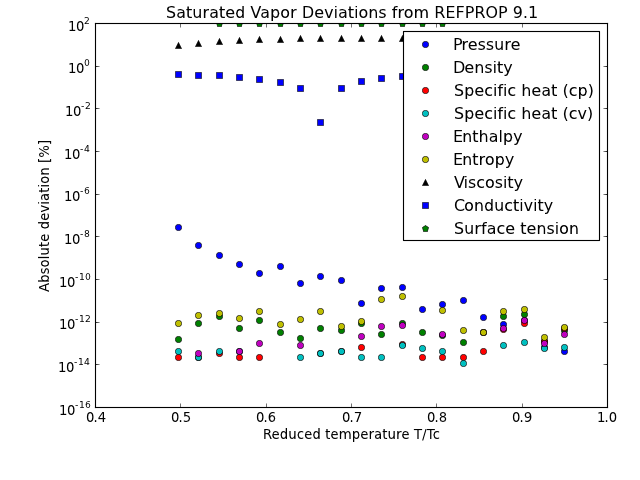 Saturated Vapor Deviations from REFPROP 9.1
10^2
10^0
10^-2
10^-4
10^-6
10^-8
10^-10
10^-12
10^-14
10^-16
Absolute deviation [%]
Pressure
Density
Specific heat (cp)
Specific heat (cv)
Enthalpy
Entropy
Viscosity
Conductivity
Surface tension
0.4 0.5 0.6 0.7 0.8 0.9 1.0
Reduced temperature T/Tc